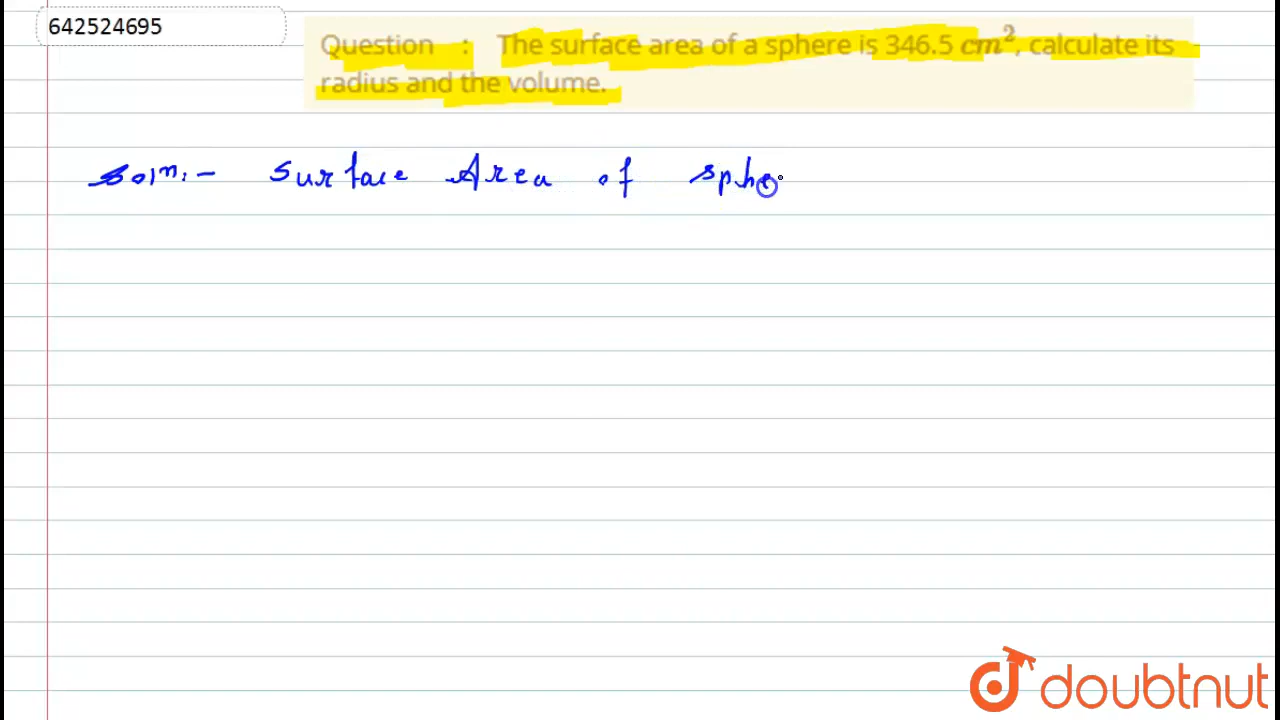 642524695
Question : The surface area of a sphere is 346.5 cm², calculate its
radius and the volume.
Soln:- Surface Area of sphe
doubtnut